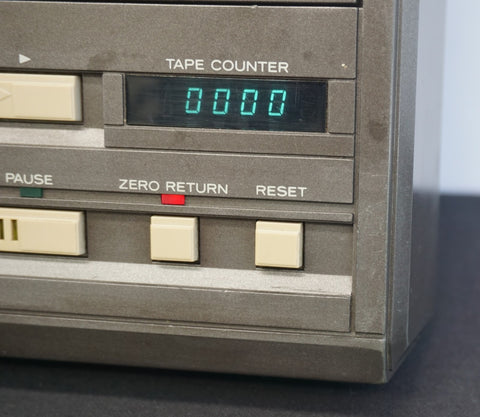 TAPE COUNTER
0000
PAUSE
ZERO RETURN
RESET